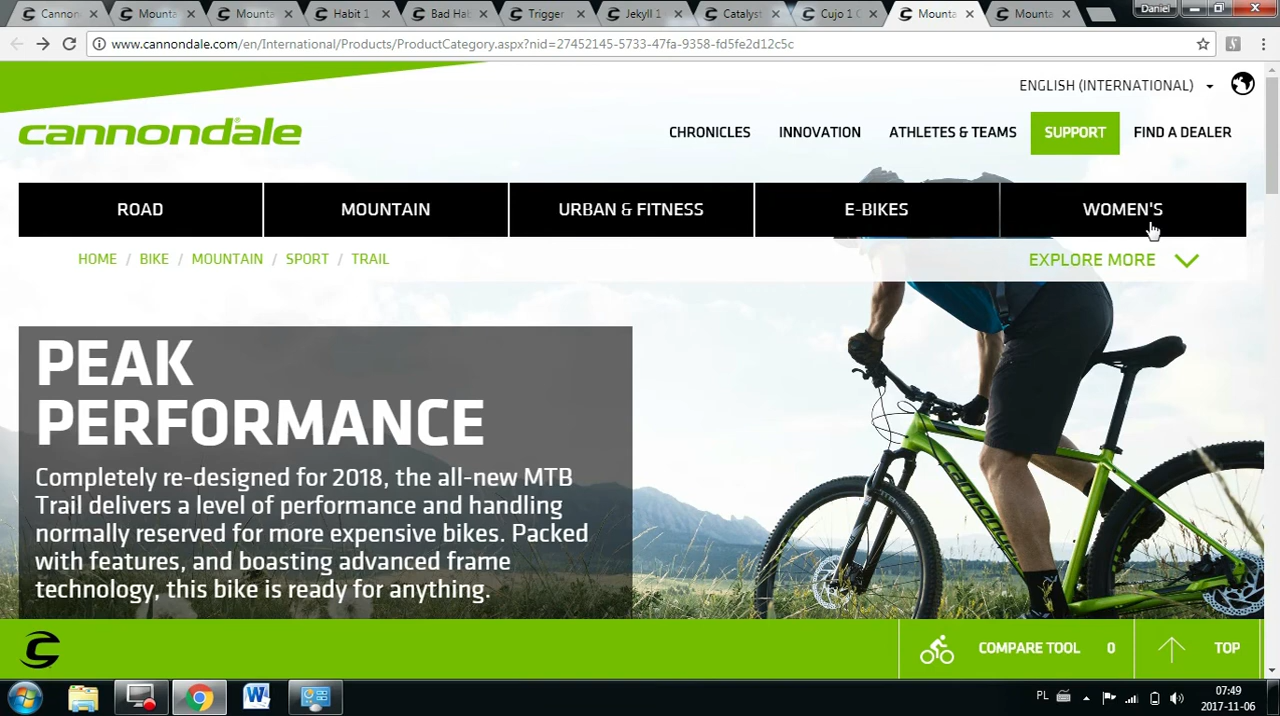 Cannon
Mounta
Mounta
Habit 1
Bad Hab
Trigger
Jekyll 1
Catalyst
Cujo 1 C
Mounta
Mounta
Daniel
www.cannondale.com/en/International/Products/ProductCategory.aspx?nid=27452145-5733-47fa-9358-fd5fe2d12c5c
ENGLISH (INTERNATIONAL)
cannondale
CHRONICLES
INNOVATION
ATHLETES & TEAMS
SUPPORT
FIND A DEALER
ROAD
MOUNTAIN
URBAN & FITNESS
E-BIKES
WOMEN'S
HOME / BIKE / MOUNTAIN / SPORT / TRAIL
EXPLORE MORE
PEAK
PERFORMANCE
Completely re-designed for 2018, the all-new MTB
Trail delivers a level of performance and handling
normally reserved for more expensive bikes. Packed
with features, and boasting advanced frame
technology, this bike is ready for anything.
cannondale
COMPARE TOOL 0
TOP
PL
07:49
2017-11-06